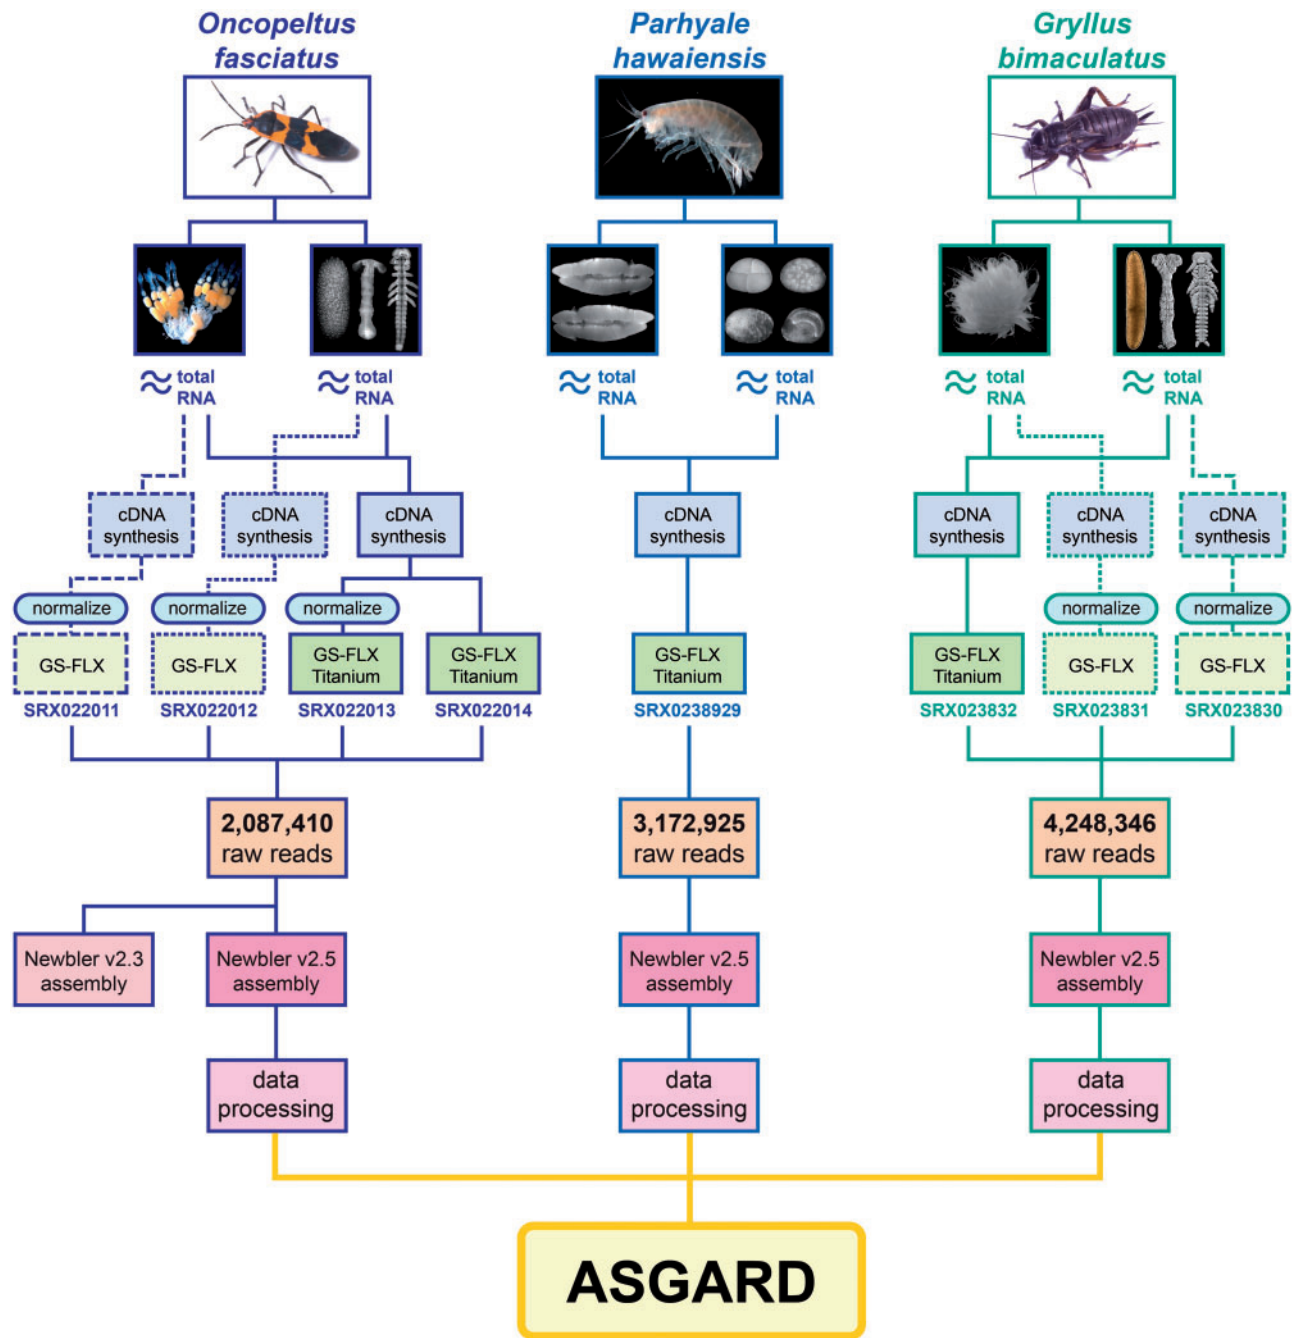 Oncopeltus
fasciatus
Parhyale
hawaiensis
Gryllus
bimaculatus
total
RNA
total
RNA
total
RNA
total
RNA
total
RNA
total
RNA
cDNA
synthesis
cDNA
synthesis
cDNA
synthesis
cDNA
synthesis
cDNA
synthesis
cDNA
synthesis
cDNA
synthesis
normalize
normalize
normalize
normalize
normalize
GS-FLX
GS-FLX
GS-FLX
Titanium
GS-FLX
Titanium
GS-FLX
Titanium
GS-FLX
Titanium
GS-FLX
GS-FLX
SRX022011
SRX022012
SRX022013
SRX022014
SRX0238929
SRX023832
SRX023831
SRX023830
2,087,410
raw reads
3,172,925
raw reads
4,248,346
raw reads
Newbler v2.3
assembly
Newbler v2.5
assembly
Newbler v2.5
assembly
Newbler v2.5
assembly
data
processing
data
processing
data
processing
ASGARD